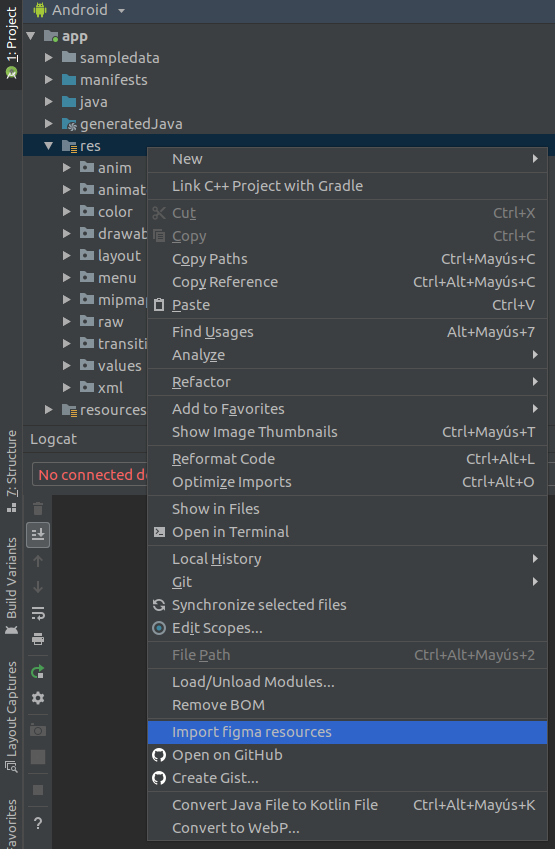 Android
1: Project
app
sampledata
manifests
java
generatedJava
res
anim
animat
color
drawab
layout
menu
mipmap
raw
transiti
values
xml
resources
New
Link C++ Project with Gradle
Cut Ctrl+X
Copy Ctrl+C
Copy Paths Ctrl+Mayús+C
Copy Reference Ctrl+Alt+Mayús+C
Paste Ctrl+V
Find Usages Alt+Mayús+7
Analyze
Refactor
Add to Favorites
Show Image Thumbnails Ctrl+Mayús+T
Reformat Code Ctrl+Alt+L
Optimize Imports Ctrl+Alt+O
Show in Files
Open in Terminal
Local History
Git
Synchronize selected files
Edit Scopes...
File Path Ctrl+Alt+Mayús+2
Load/Unload Modules...
Remove BOM
Import figma resources
Open on GitHub
Create Gist...
Convert Java File to Kotlin File Ctrl+Alt+Mayús+K
Convert to WebP...
Logcat
No connected de
7: Structure
Build Variants
Layout Captures
Favorites
?